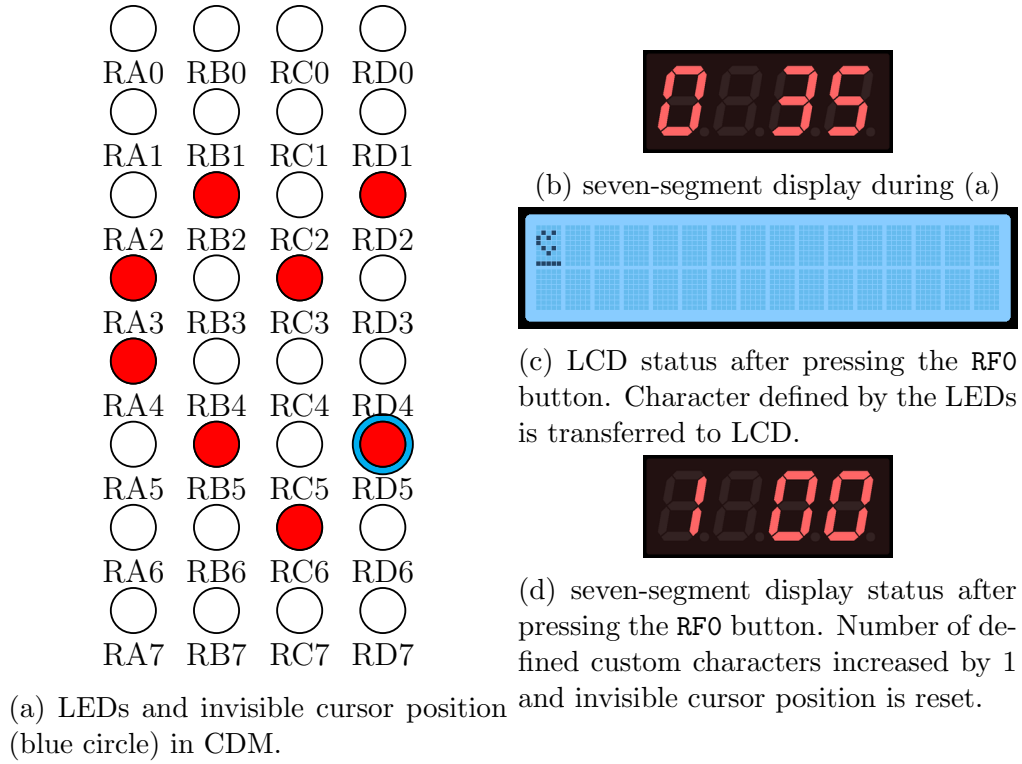 RA0 RB0 RC0 RD0
RA1 RB1 RC1 RD1
RA2 RB2 RC2 RD2
RA3 RB3 RC3 RD3
RA4 RB4 RC4 RD4
RA5 RB5 RC5 RD5
RA6 RB6 RC6 RD6
RA7 RB7 RC7 RD7
(a) LEDs and invisible cursor position
(blue circle) in CDM.
0 35
(b) seven-segment display during (a)
(c) LCD status after pressing the RF0
button. Character defined by the LEDs
is transferred to LCD.
1 00
(d) seven-segment display status after
pressing the RF0 button. Number of de-
fined custom characters increased by 1
and invisible cursor position is reset.